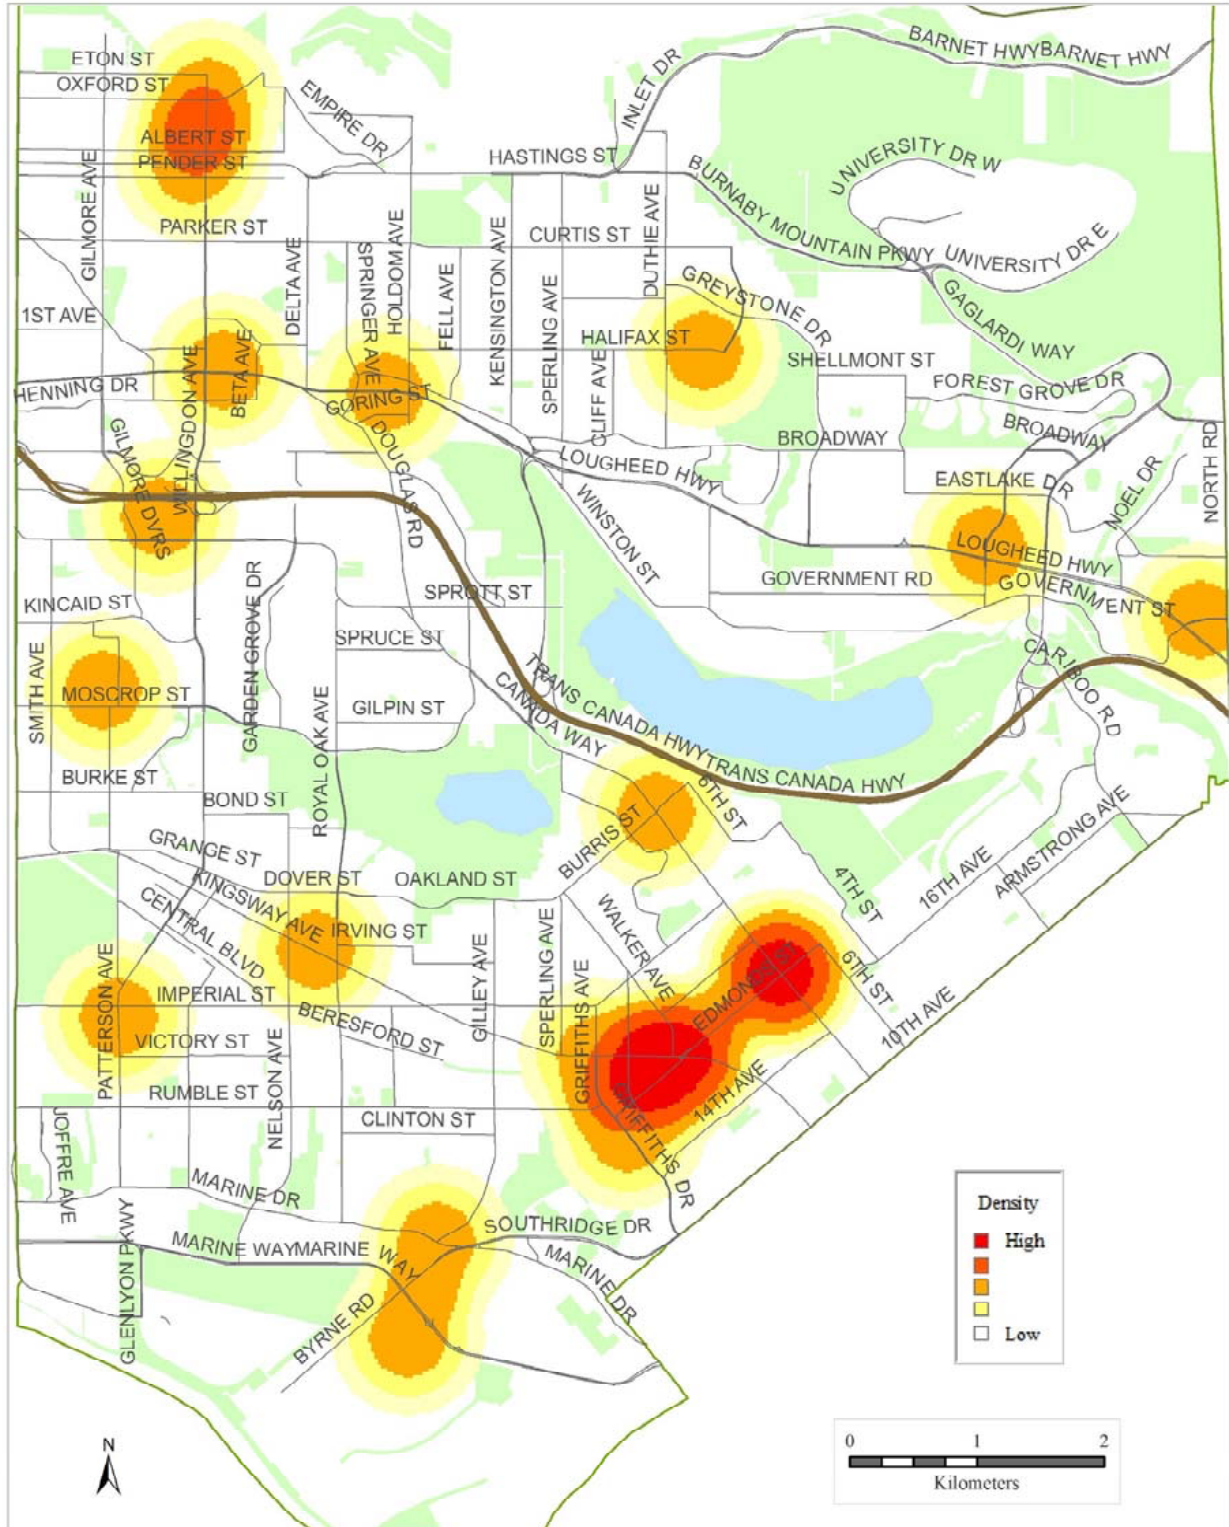 BARNET HWYBARNET HWY
ETON ST
OXFORD ST
EMPIRE DR
INLET DR
ALBERT ST
PENDER ST
HASTINGS ST
UNIVERSITY DR W
BURNABY MOUNTAIN PKWY
GILMORE AVE
PARKER ST
CURTIS ST
DUTHIE AVE
UNIVERSITY DR E
DELTA AVE
SPRINGER AVE
HOLDOM AVE
FELL AVE
KENSINGTON AVE
SPERLING AVE
GREYSTONE DR
GAGLARDI WAY
1ST AVE
HALIFAX ST
SHELLMONT ST
HENNING DR
WILLINGDON AVE
BETA AVE
GORING ST
CLIFF AVE
FOREST GROVE DR
BROADWAY
BROADWAY
NORTH RD
GILMORE DVRS
DOUGLAS RD
LOUGHEED HWY
EASTLAKE DR
NOEL DR
WINSTON ST
LOUGHEED HWY
GOVERNMENT RD
GOVERNMENT ST
KINCAID ST
GARDEN GROVE DR
SPROTT ST
SPRUCE ST
CARIBOO RD
SMITH AVE
MOSCROP ST
ROYAL OAK AVE
GILPIN ST
CANADA WAY
TRANS CANADA HWYTRANS CANADA HWY
BURKE ST
BOND ST
6TH ST
BURRIS ST
GRANGE ST
KINGSWAY AVE
DOVER ST
OAKLAND ST
4TH ST
16TH AVE
ARMSTRONG AVE
CENTRAL BLVD
IRVING ST
WALKER AVE
PATTERSON AVE
GILLEY AVE
SPERLING AVE
GRIFFITHS AVE
EDMONDS ST
6TH ST
IMPERIAL ST
BERESFORD ST
10TH AVE
VICTORY ST
NELSON AVE
RUMBLE ST
14TH AVE
JOFFRE AVE
CLINTON ST
GRIFFITHS DR
MARINE DR
GLENLYON PKWY
MARINE WAYMARINE WAY
SOUTHRIDGE DR
MARINE DR
BYRNE RD
Density
High
Low
N
0 1 2
Kilometers